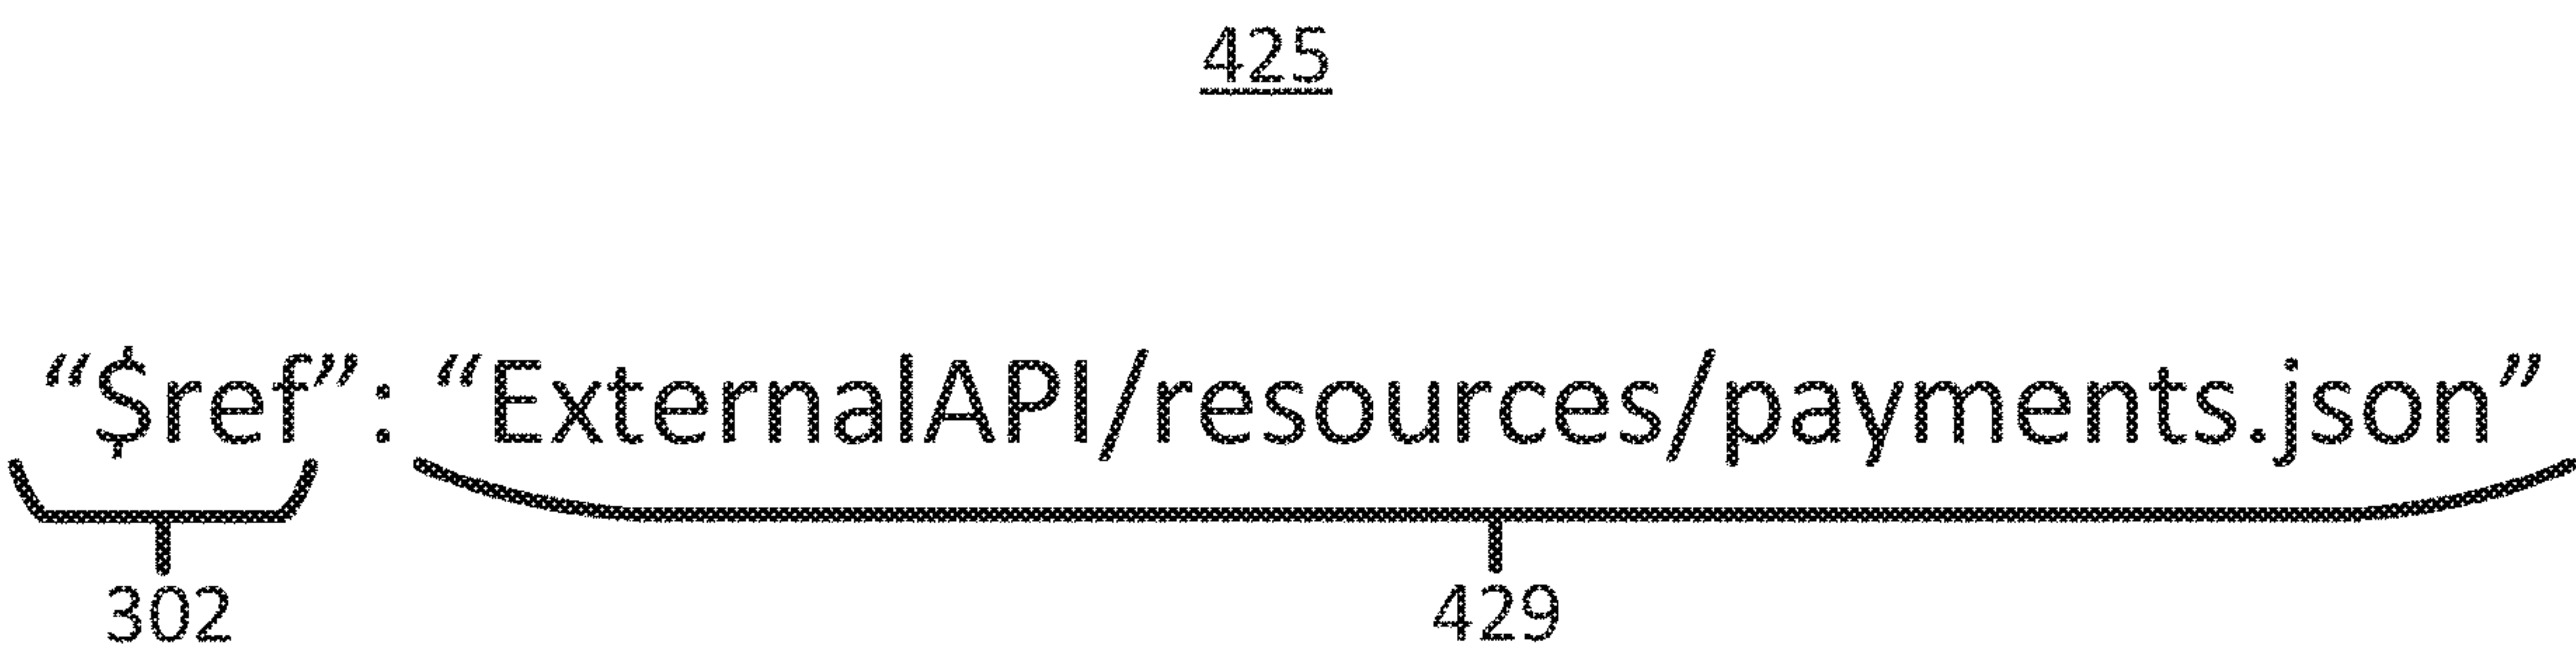 425
“$ref”: “ExternalAPI/resources/payments.json”
302 429